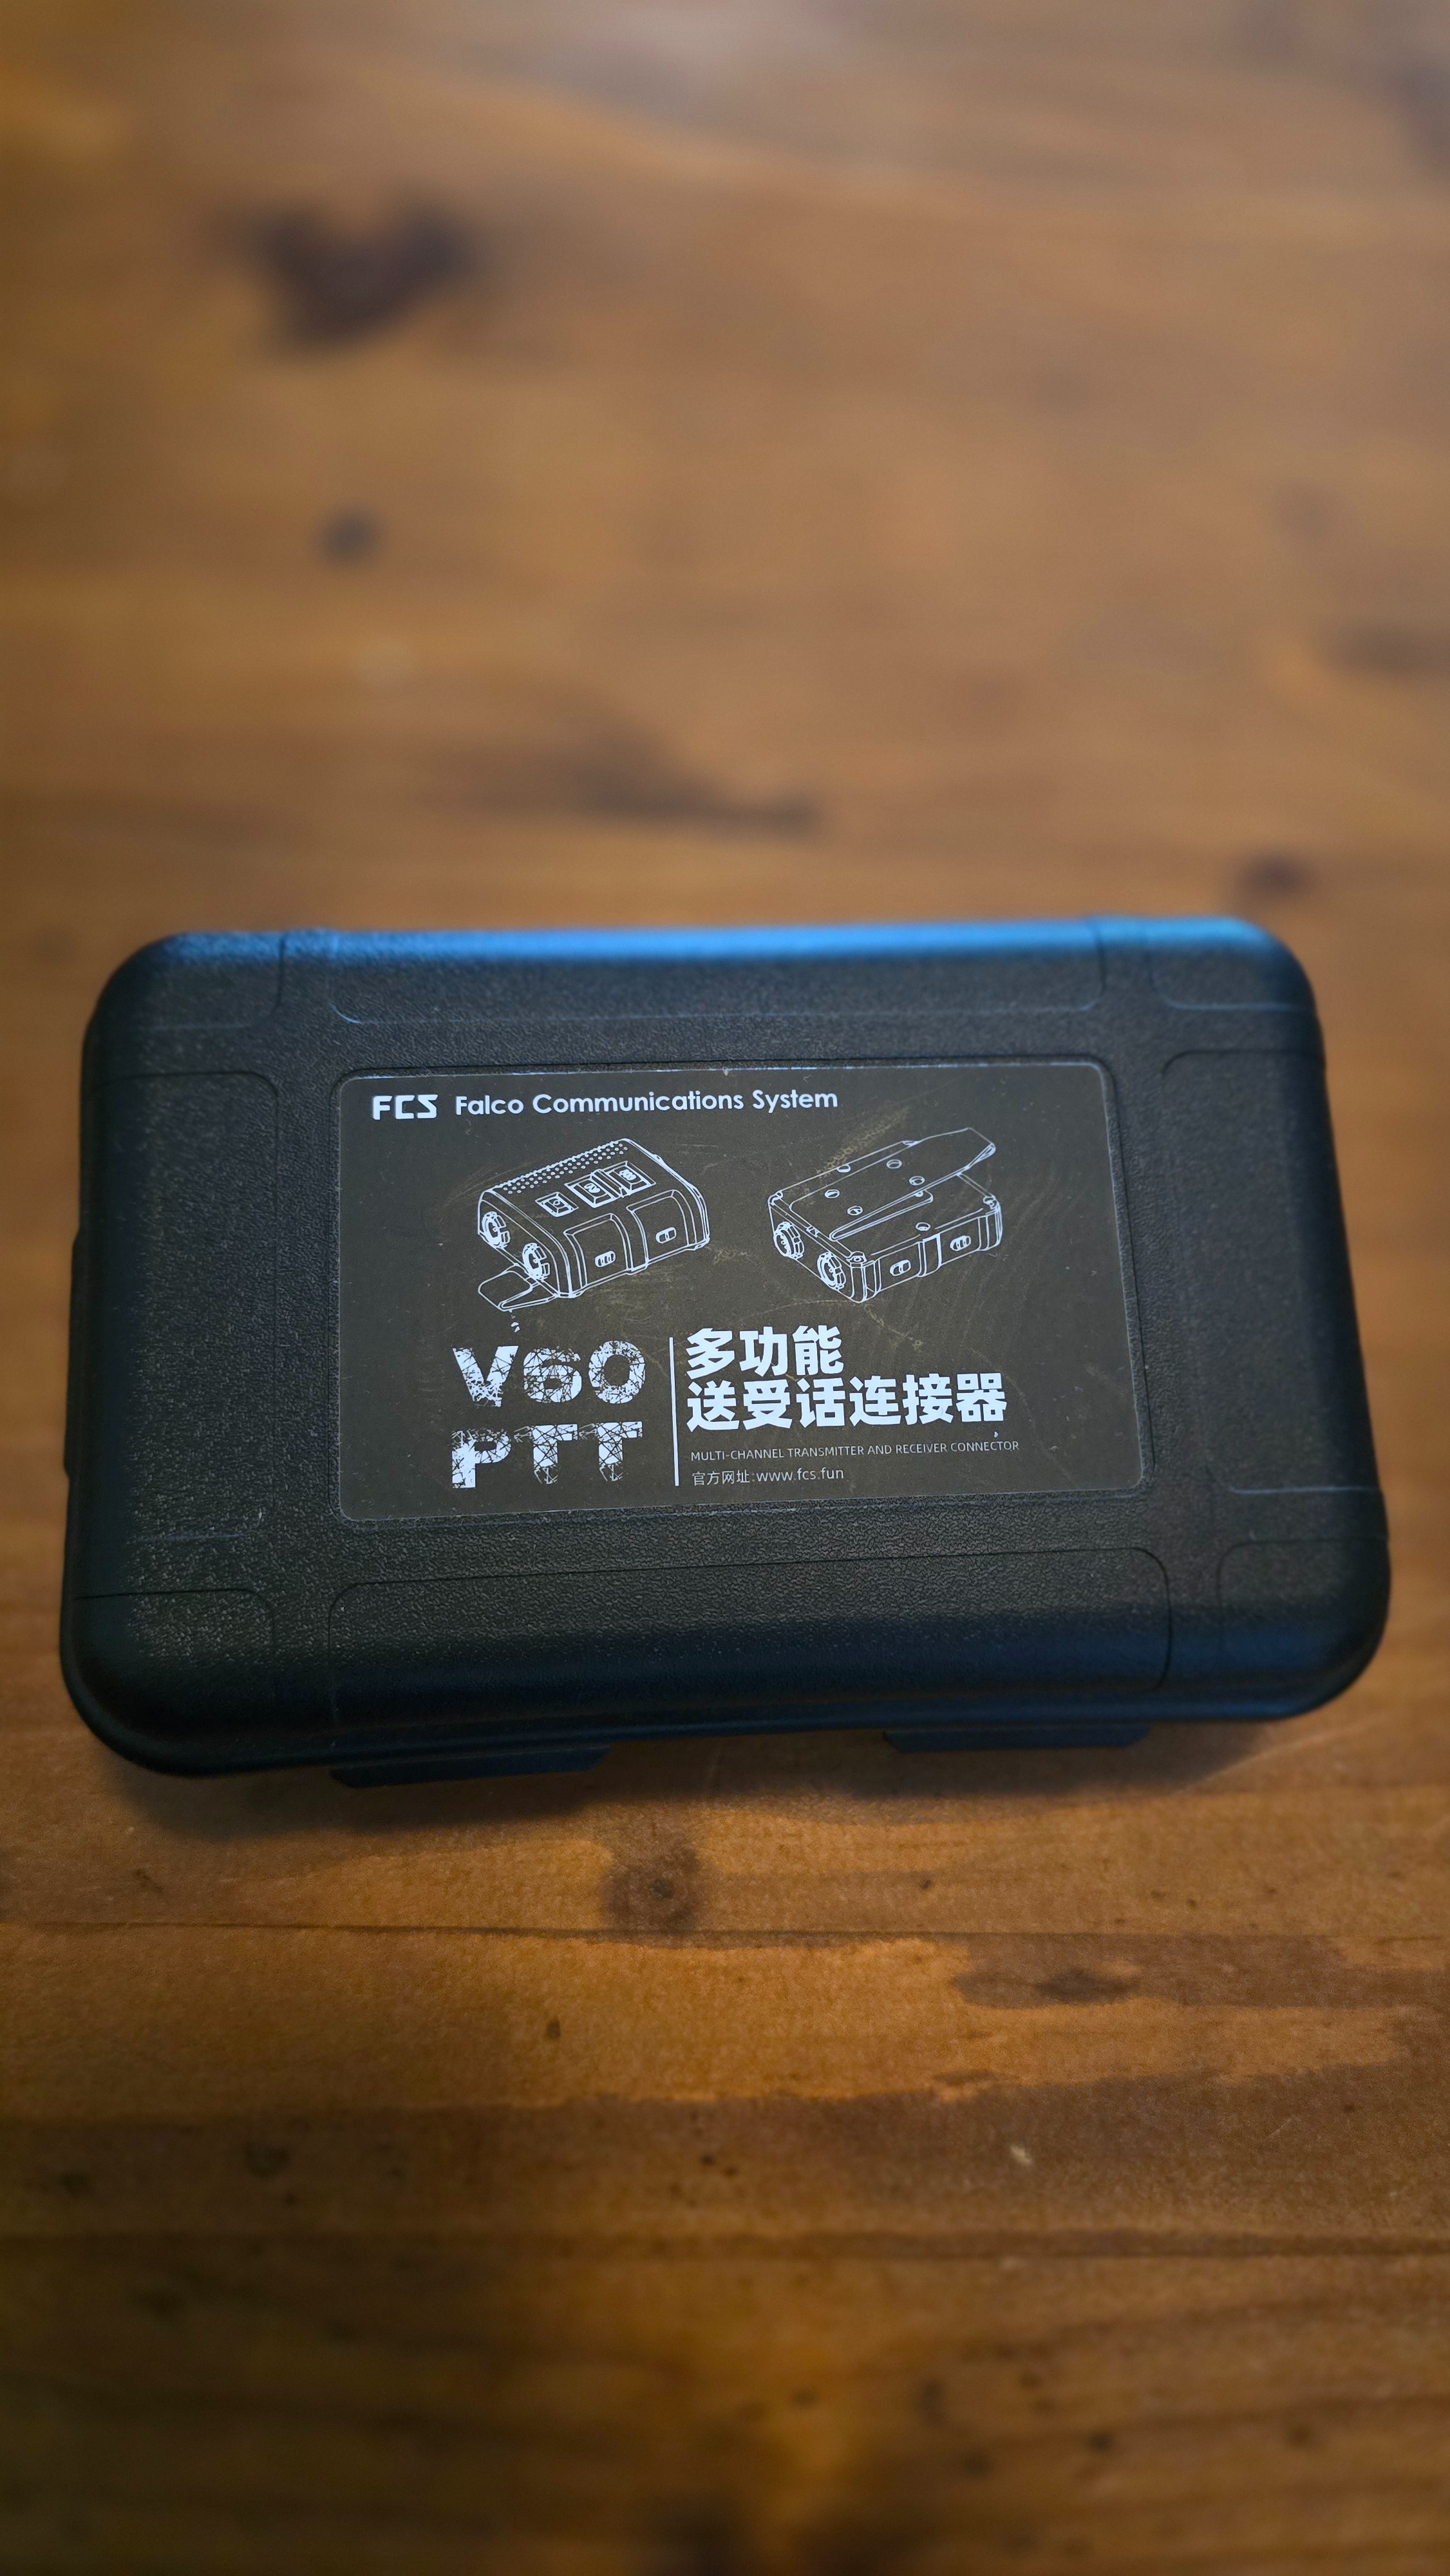 FCS Falco Communications System
V60
PTT
多功能
送受话连接器
MULTI-CHANNEL TRANSMITTER AND RECEIVER CONNECTOR
官方网址:www.fcs.fun